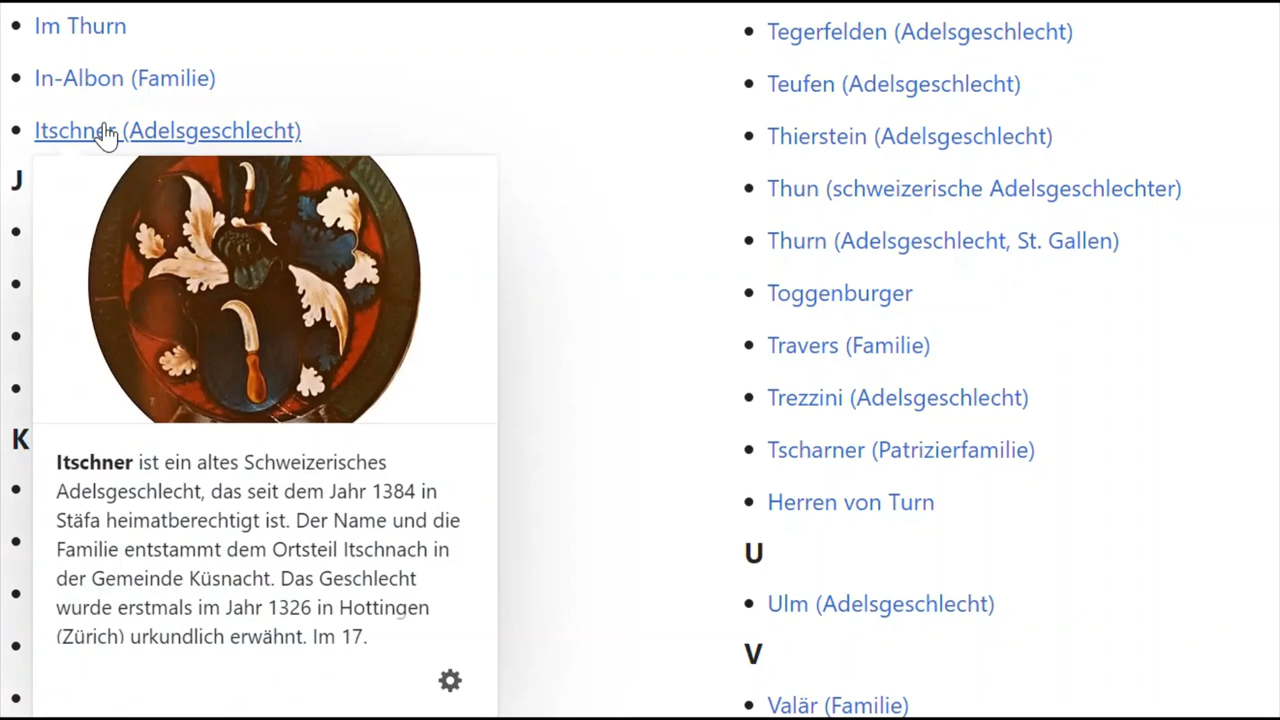 Im Thurn
In-Albon (Familie)
Itschner (Adelsgeschlecht)
J
K
Itschner ist ein altes Schweizerisches
Adelsgeschlecht, das seit dem Jahr 1384 in
Stäfa heimatberechtigt ist. Der Name und die
Familie entstammt dem Ortsteil Itschnach in
der Gemeinde Küsnacht. Das Geschlecht
wurde erstmals im Jahr 1326 in Hottingen
(Zürich) urkundlich erwähnt. Im 17.
Tegerfelden (Adelsgeschlecht)
Teufen (Adelsgeschlecht)
Thierstein (Adelsgeschlecht)
Thun (schweizerische Adelsgeschlechter)
Thurn (Adelsgeschlecht, St. Gallen)
Toggenburger
Travers (Familie)
Trezzini (Adelsgeschlecht)
Tscharner (Patrizierfamilie)
Herren von Turn
U
Ulm (Adelsgeschlecht)
V
Valär (Familie)